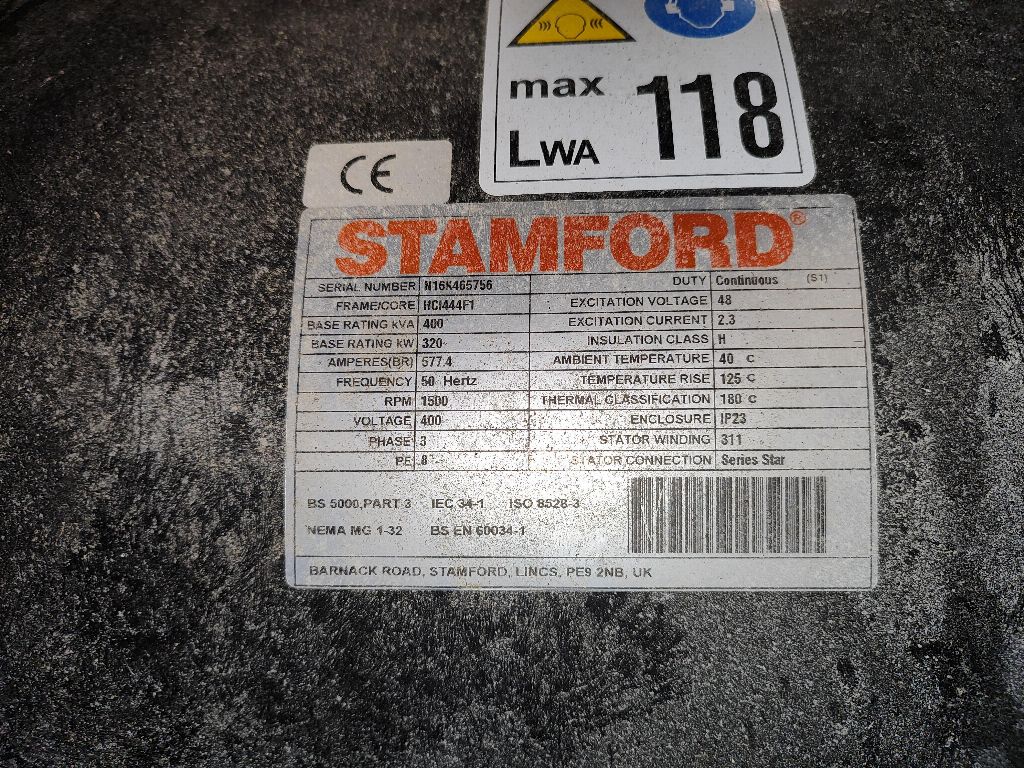 max
LWA 118
CE
STAMFORD®
SERIAL NUMBER N16K465756 DUTY Continuous (S1)
FRAME/CORE HCI444F1 EXCITATION VOLTAGE 48
BASE RATING kVA 400 EXCITATION CURRENT 2.3
BASE RATING kW 320 INSULATION CLASS H
AMPERES(BR) 577.4 AMBIENT TEMPERATURE 40 C
FREQUENCY 50 Hertz TEMPERATURE RISE 125 C
RPM 1500 THERMAL CLASSIFICATION 180 C
VOLTAGE 400 ENCLOSURE IP23
PHASE 3 STATOR WINDING 311
PF .8 STATOR CONNECTION Series Star
BS 5000,PART 3 IEC 34-1 ISO 8528-3
NEMA MG 1-32 BS EN 60034-1
BARNACK ROAD, STAMFORD, LINCS, PE9 2NB, UK